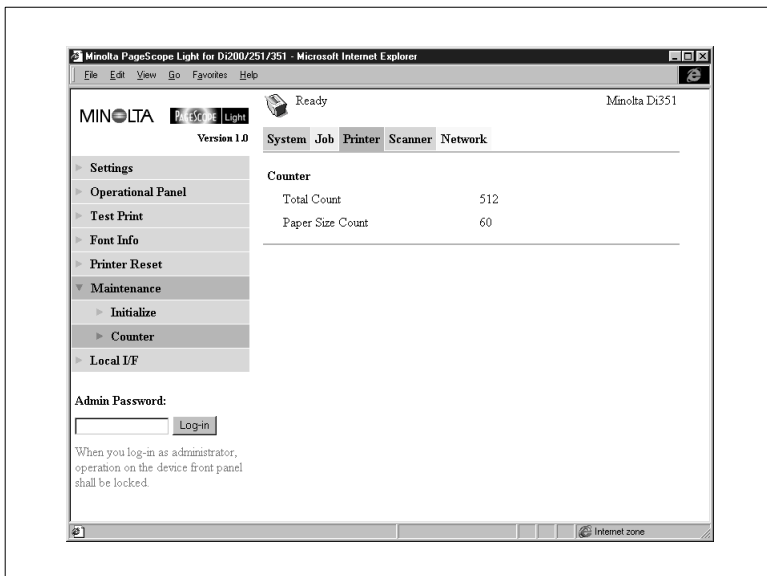 Minolta PageScope Light for Di200/251/351 - Microsoft Internet Explorer
File Edit View Go Favorites Help
MINOLTA PAGESCOPE Light
Version 1.0
Ready
Minolta Di351
System Job Printer Scanner Network
Settings
Operational Panel
Test Print
Font Info
Printer Reset
Maintenance
Initialize
Counter
Local I/F
Admin Password:
Log-in
When you log-in as administrator,
operation on the device front panel
shall be locked.
Counter
Total Count 512
Paper Size Count 60
Internet zone